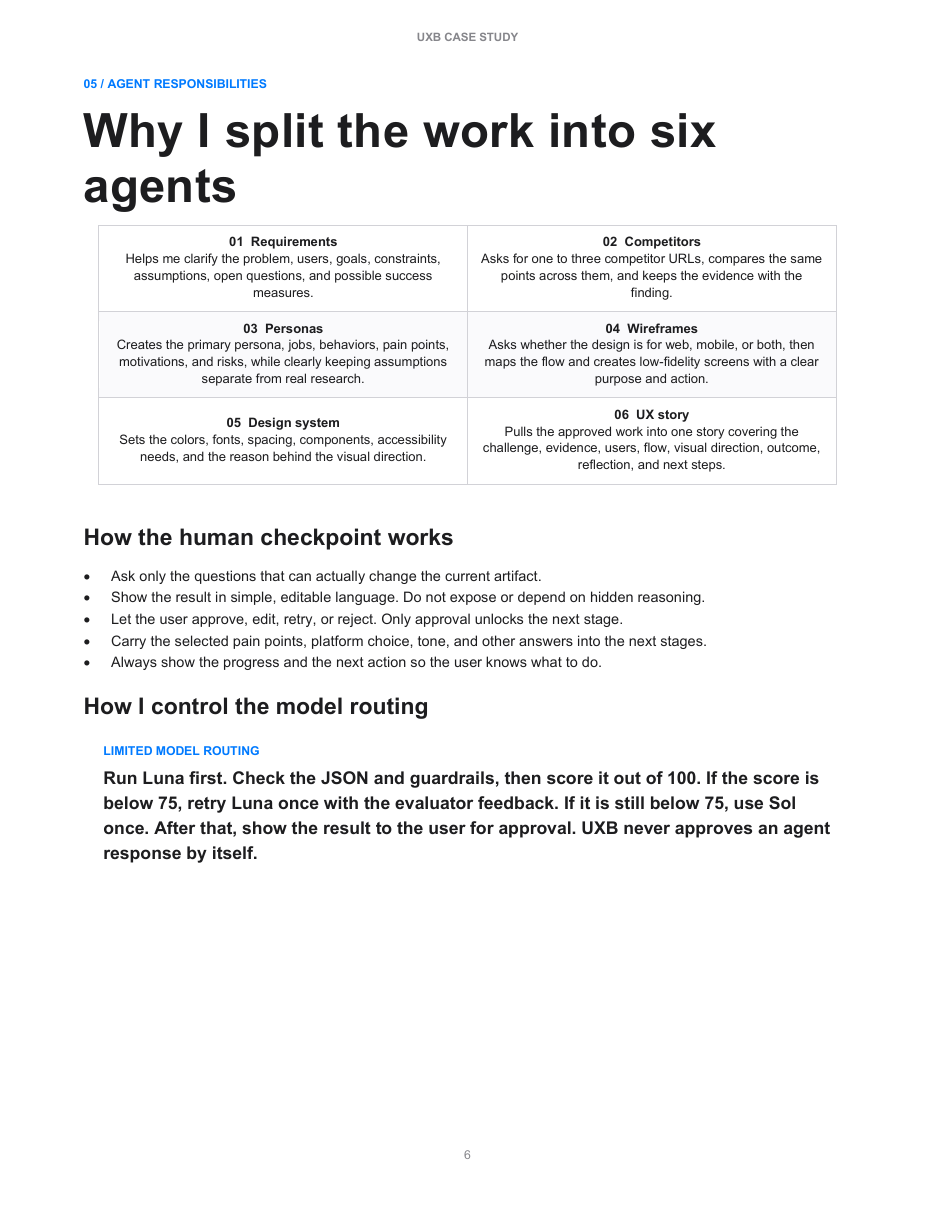 UXB CASE STUDY
05 / AGENT RESPONSIBILITIES
Why I split the work into six
agents
01 Requirements
Helps me clarify the problem, users, goals, constraints,
assumptions, open questions, and possible success
measures.
02 Competitors
Asks for one to three competitor URLs, compares the same
points across them, and keeps the evidence with the
finding.
03 Personas
Creates the primary persona, jobs, behaviors, pain points,
motivations, and risks, while clearly keeping assumptions
separate from real research.
04 Wireframes
Asks whether the design is for web, mobile, or both, then
maps the flow and creates low-fidelity screens with a clear
purpose and action.
05 Design system
Sets the colors, fonts, spacing, components, accessibility
needs, and the reason behind the visual direction.
06 UX story
Pulls the approved work into one story covering the
challenge, evidence, users, flow, visual direction, outcome,
reflection, and next steps.
How the human checkpoint works
• Ask only the questions that can actually change the current artifact.
• Show the result in simple, editable language. Do not expose or depend on hidden reasoning.
• Let the user approve, edit, retry, or reject. Only approval unlocks the next stage.
• Carry the selected pain points, platform choice, tone, and other answers into the next stages.
• Always show the progress and the next action so the user knows what to do.
How I control the model routing
LIMITED MODEL ROUTING
Run Luna first. Check the JSON and guardrails, then score it out of 100. If the score is
below 75, retry Luna once with the evaluator feedback. If it is still below 75, use Sol
once. After that, show the result to the user for approval. UXB never approves an agent
response by itself.
6